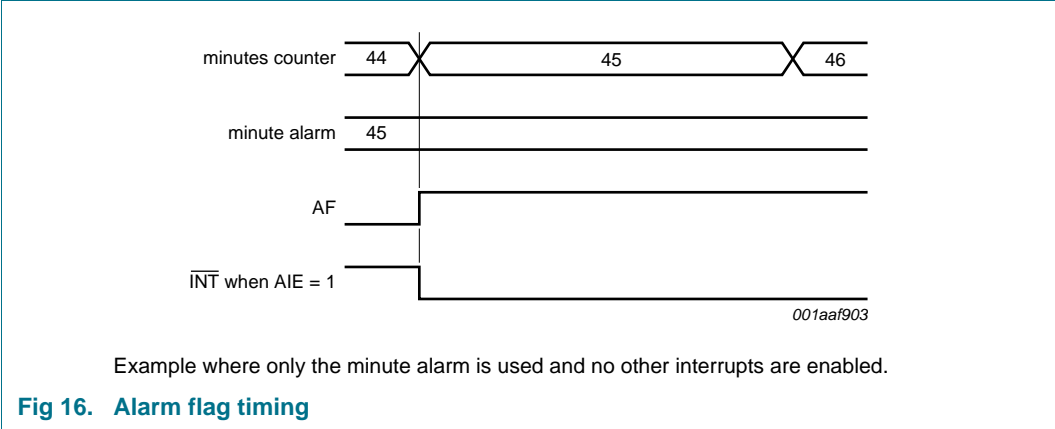 minutes counter 44 45 46
minute alarm 45
AF
I̅N̅T̅ when AIE = 1
001aaf903
Example where only the minute alarm is used and no other interrupts are enabled.
Fig 16. Alarm flag timing